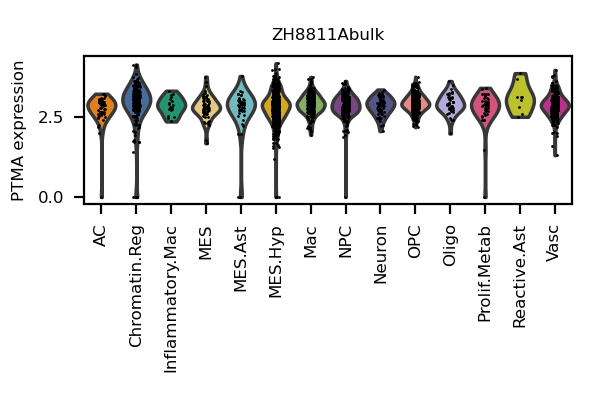 ZH8811Abulk
PTMA expression
2.5
0.0
AC
Chromatin.Reg
Inflammatory.Mac
MES
MES.Ast
MES.Hyp
Mac
NPC
Neuron
OPC
Oligo
Prolif.Metab
Reactive.Ast
Vasc